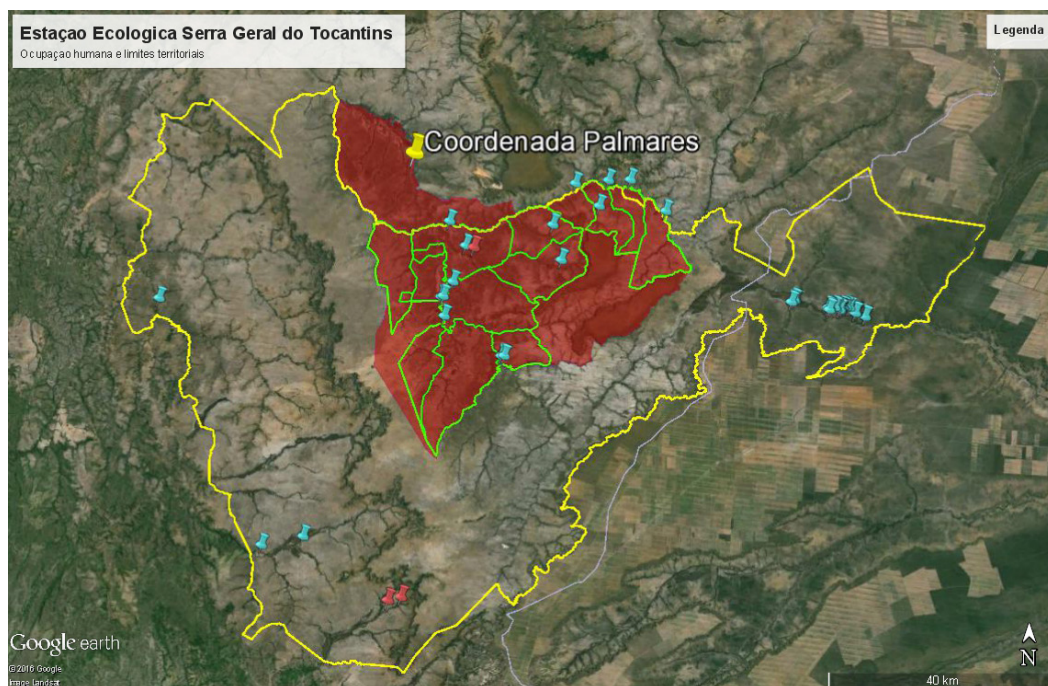 Estaçao Ecologica Serra Geral do Tocantins
Ocupaçao humana e limites territoriais
Legenda
Coordenada Palmares
Google earth
© 2016 Google
Image Landsat
N
40 km